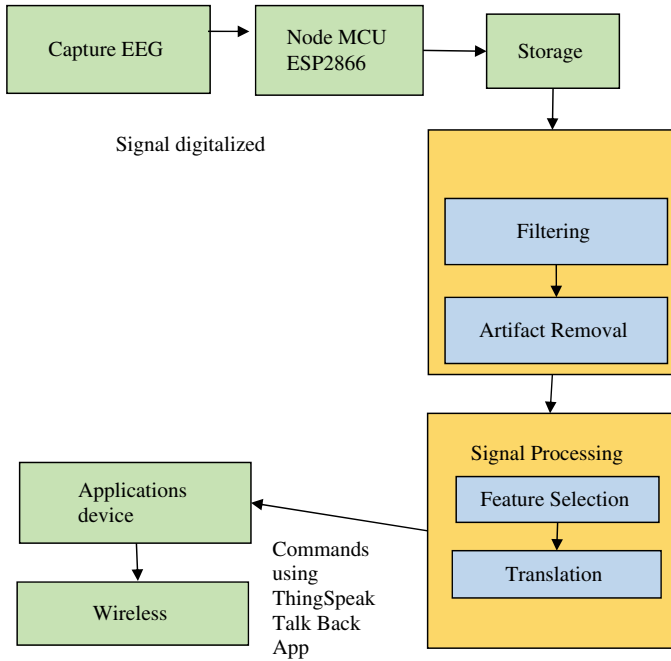 Capture EEG
Node MCU
ESP2866
Storage
Signal digitalized
Filtering
Artifact Removal
Signal Processing
Feature Selection
Translation
Applications
device
Commands
using
ThingSpeak
Talk Back
App
Wireless